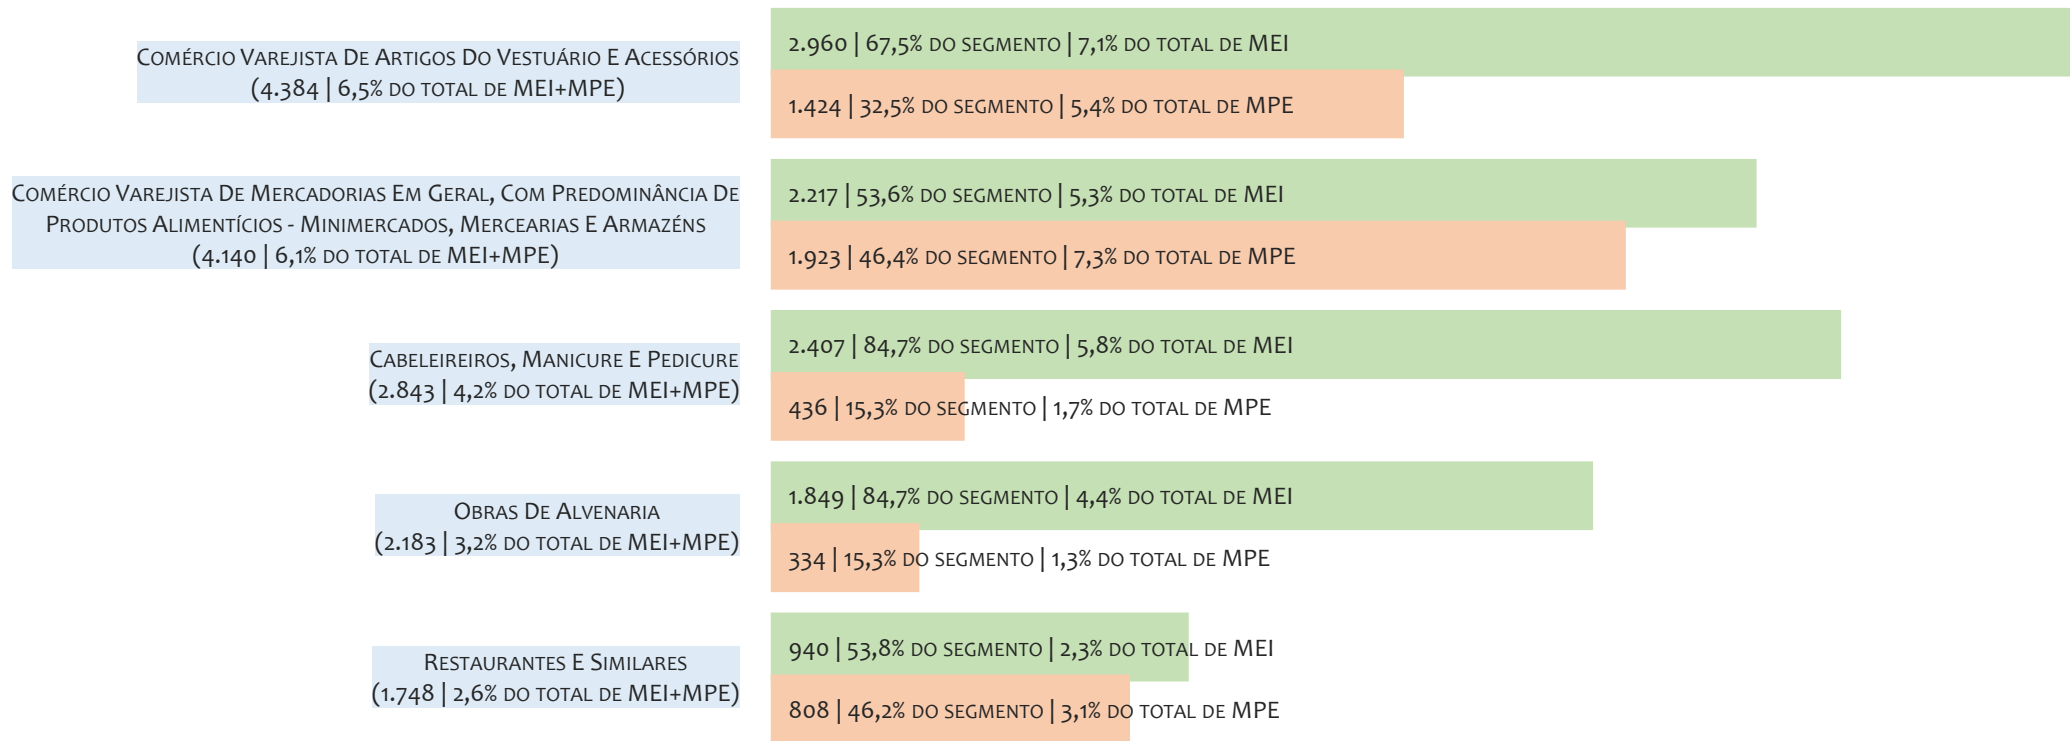 Comércio Varejista De Artigos Do Vestuário E Acessórios
(4.384 | 6,5% do total de MEI+MPE)
2.960 | 67,5% do segmento | 7,1% do total de MEI
1.424 | 32,5% do segmento | 5,4% do total de MPE
Comércio Varejista De Mercadorias Em Geral, Com Predominância De
Produtos Alimentícios - Minimercados, Mercearias E Armazéns
(4.140 | 6,1% do total de MEI+MPE)
2.217 | 53,6% do segmento | 5,3% do total de MEI
1.923 | 46,4% do segmento | 7,3% do total de MPE
Cabeleireiros, Manicure E Pedicure
(2.843 | 4,2% do total de MEI+MPE)
2.407 | 84,7% do segmento | 5,8% do total de MEI
436 | 15,3% do segmento | 1,7% do total de MPE
Obras De Alvenaria
(2.183 | 3,2% do total de MEI+MPE)
1.849 | 84,7% do segmento | 4,4% do total de MEI
334 | 15,3% do segmento | 1,3% do total de MPE
Restaurantes E Similares
(1.748 | 2,6% do total de MEI+MPE)
940 | 53,8% do segmento | 2,3% do total de MEI
808 | 46,2% do segmento | 3,1% do total de MPE